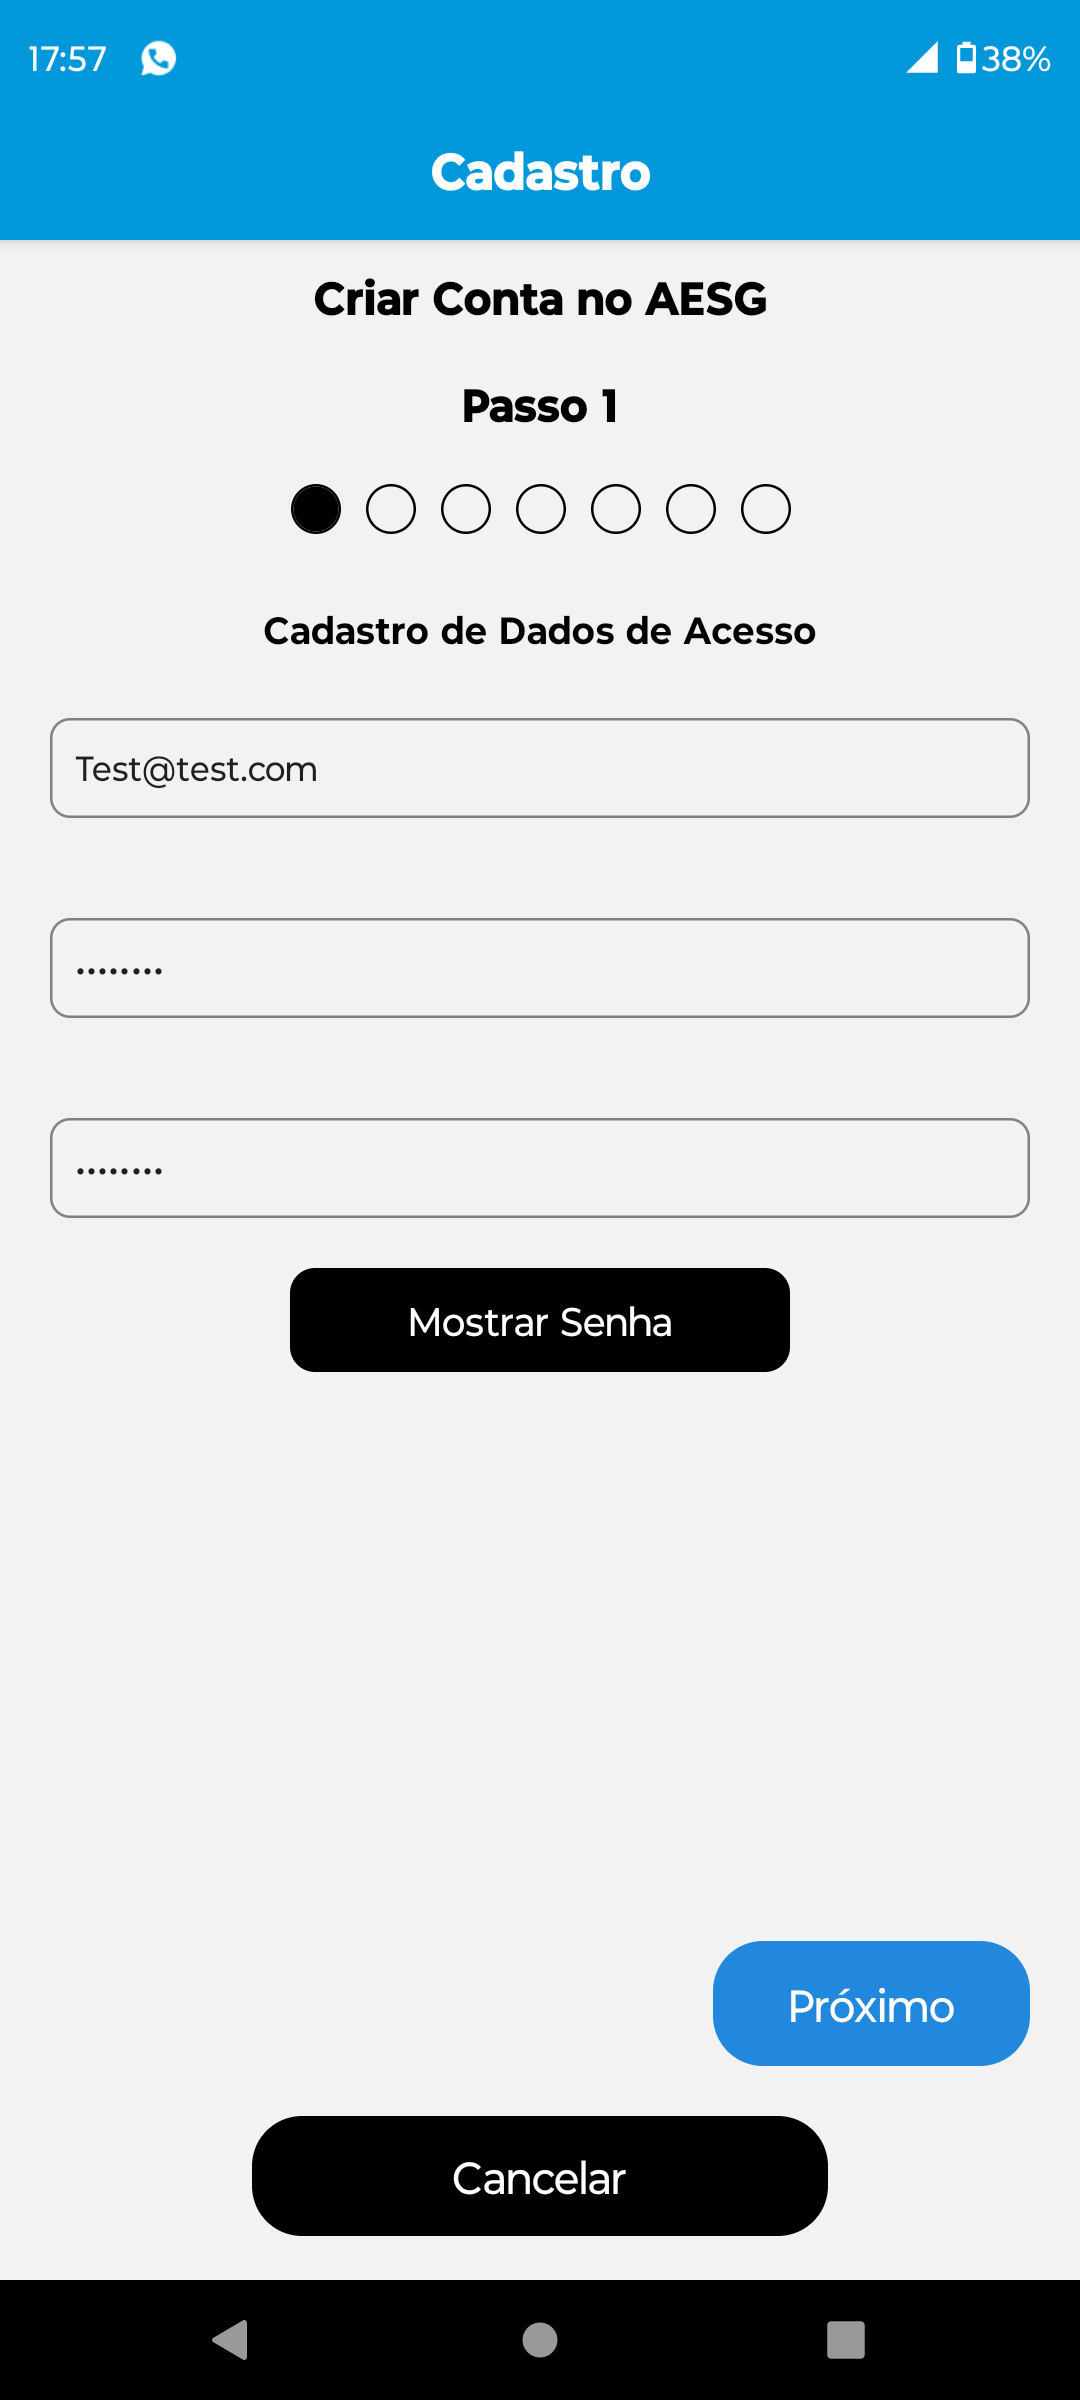 17:57
38%
Cadastro
Criar Conta no AESG
Passo 1
Cadastro de Dados de Acesso
Test@test.com
••••••••
••••••••
Mostrar Senha
Próximo
Cancelar